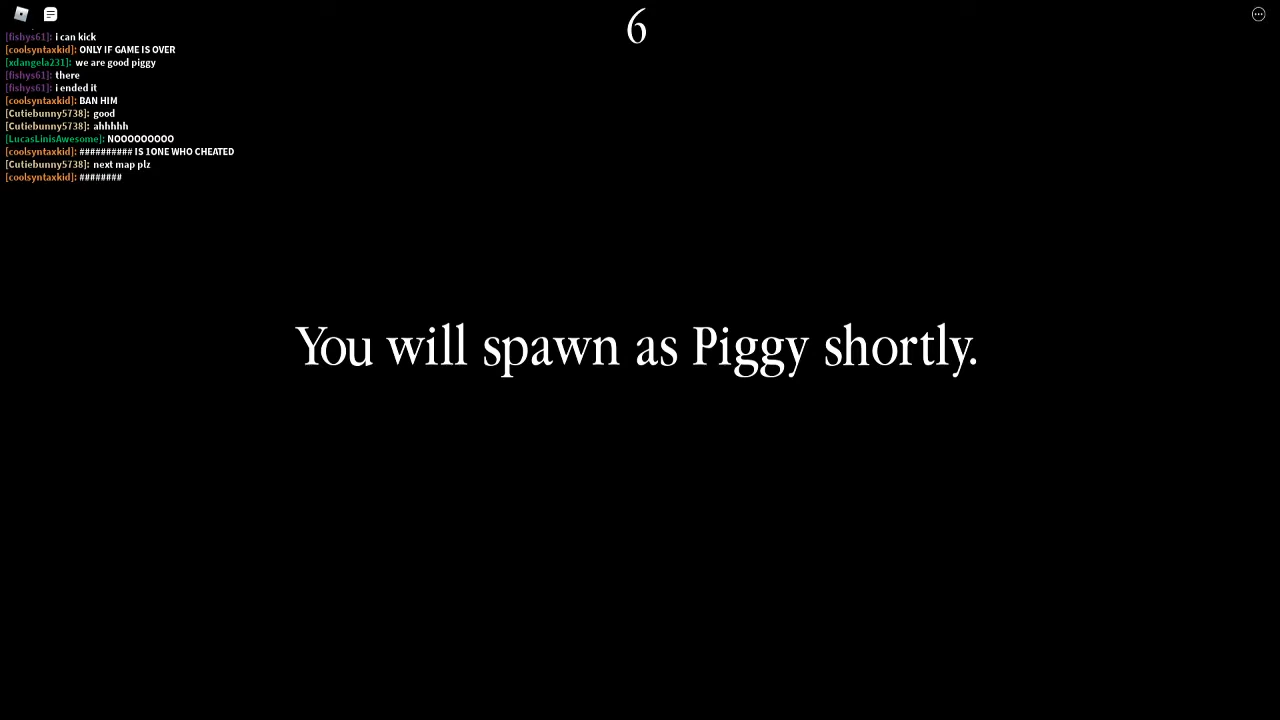 6
[fishys61]: i can kick
[coolsyntaxkid]: ONLY IF GAME IS OVER
[xdangela231]: we are good piggy
[fishys61]: there
[fishys61]: i ended it
[coolsyntaxkid]: BAN HIM
[Cutiebunny5738]: good
[Cutiebunny5738]: ahhhhh
[LucasLinisAwesome]: NOOOOOOOOO
[coolsyntaxkid]: ########## IS 1ONE WHO CHEATED
[Cutiebunny5738]: next map plz
[coolsyntaxkid]: ########
You will spawn as Piggy shortly.